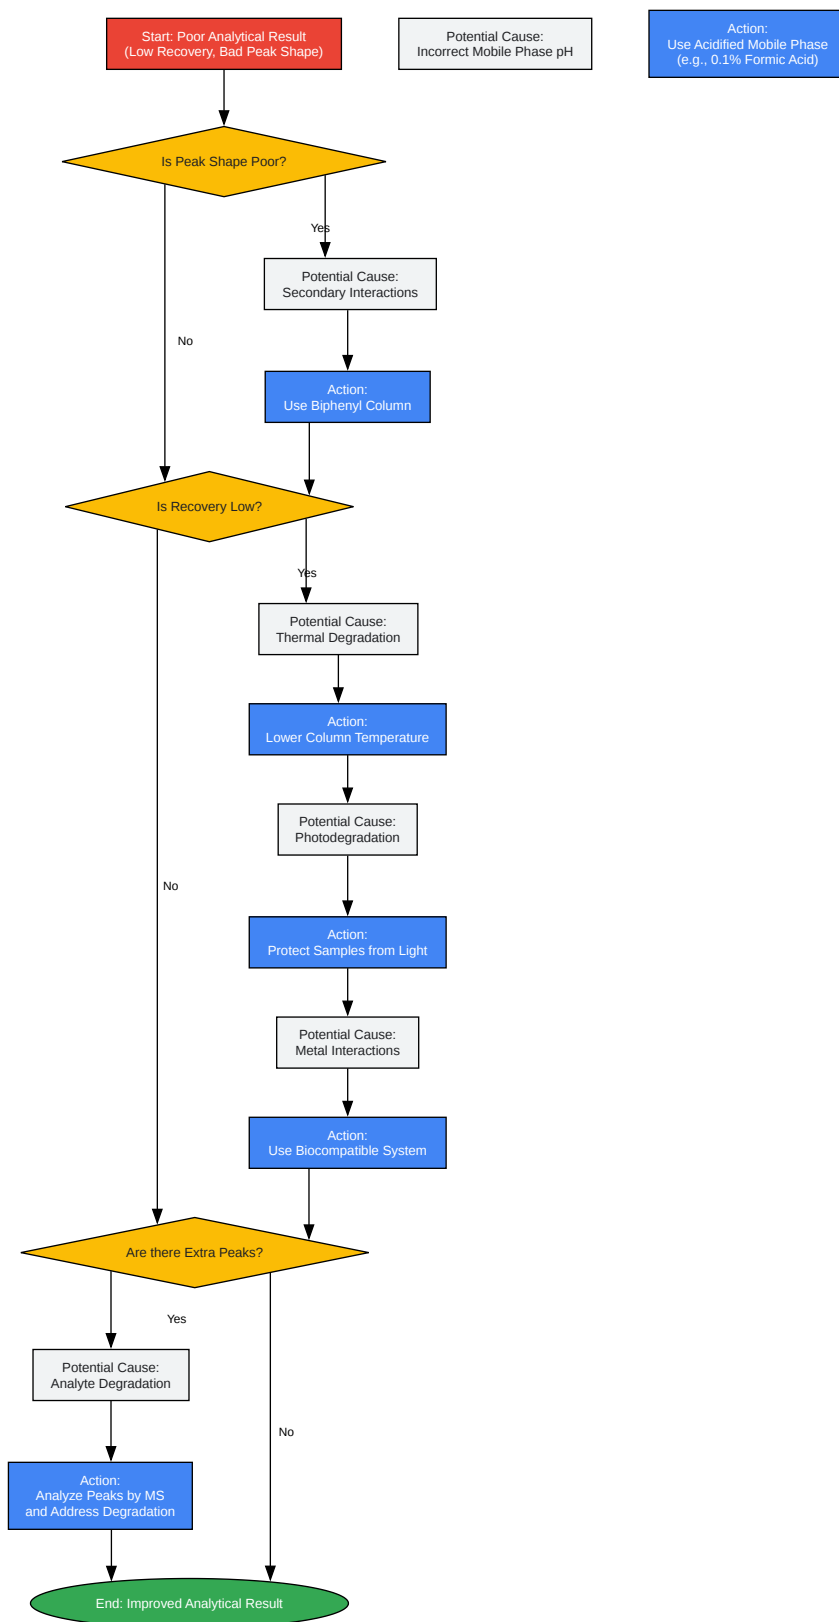 Start: Poor Analytical Result
(Low Recovery, Bad Peak Shape)
Potential Cause:
Incorrect Mobile Phase pH
Action:
Use Acidified Mobile Phase
(e.g., 0.1% Formic Acid)
Is Peak Shape Poor?
Yes
Potential Cause:
Secondary Interactions
No
Action:
Use Biphenyl Column
Is Recovery Low?
Yes
Potential Cause:
Thermal Degradation
Action:
Lower Column Temperature
Potential Cause:
Photodegradation
No
Action:
Protect Samples from Light
Potential Cause:
Metal Interactions
Action:
Use Biocompatible System
Are there Extra Peaks?
Yes
Potential Cause:
Analyte Degradation
No
Action:
Analyze Peaks by MS
and Address Degradation
End: Improved Analytical Result